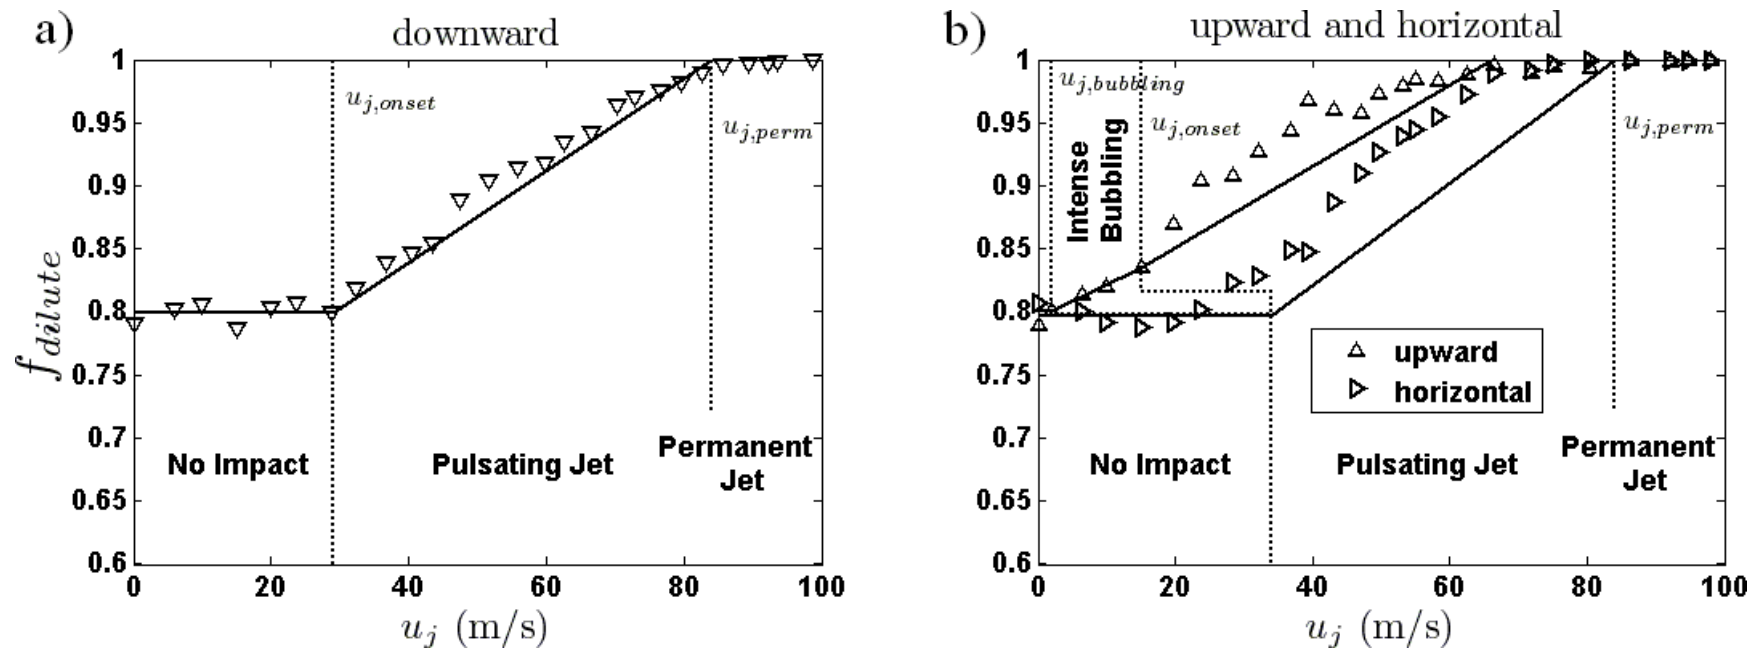 a) downward
1
0.95
0.9
0.85
0.8
0.75
0.7
0.65
0.6
f_dilute
u_j,onset
u_j,perm
No Impact
Pulsating Jet
Permanent
Jet
0 20 40 60 80 100
u_j (m/s)
b) upward and horizontal
1
0.95
0.9
0.85
0.8
0.75
0.7
0.65
0.6
u_j,bubbling
u_j,onset
u_j,perm
Intense
Bubbling
upward
horizontal
No Impact
Pulsating Jet
Permanent
Jet
0 20 40 60 80 100
u_j (m/s)